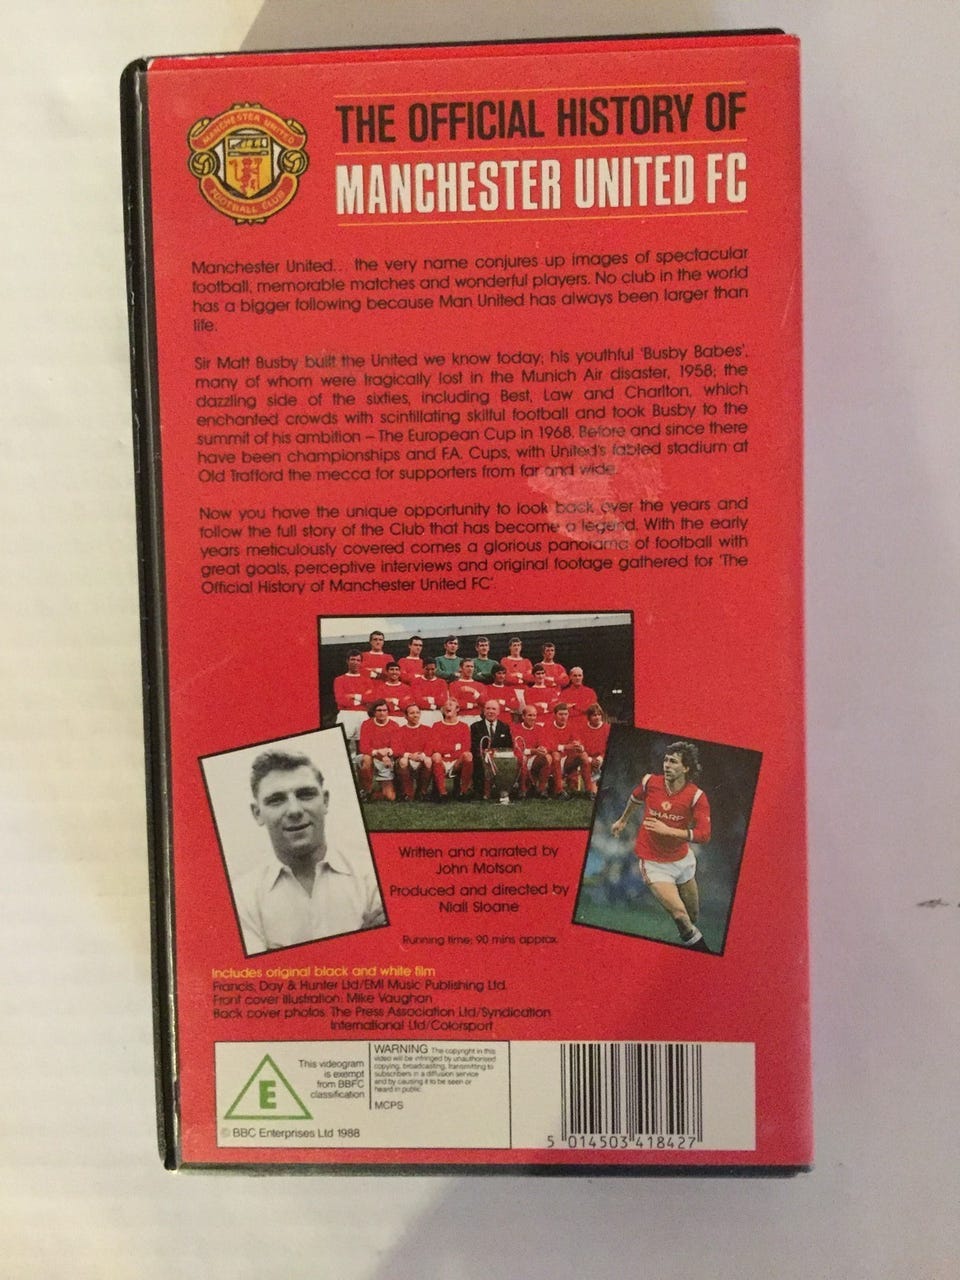 MANCHESTER UNITED
FOOTBALL CLUB
THE OFFICIAL HISTORY OF
MANCHESTER UNITED FC
Manchester United... the very name conjures up images of spectacular
football, memorable matches and wonderful players. No club in the world
has a bigger following because Man United has always been larger than
life.
Sir Matt Busby built the United we know today; his youthful 'Busby Babes',
many of whom were tragically lost in the Munich Air disaster, 1958; the
dazzling side of the sixties, including Best, Law and Charlton, which
enchanted crowds with scintillating skilful football and took Busby to the
summit of his ambition – The European Cup in 1968. Before and since there
have been championships and F.A. Cups, with United's fabled stadium at
Old Trafford the mecca for supporters from far and wide.
Now you have the unique opportunity to look back over the years and
follow the full story of the Club that has become a legend. With the early
years meticulously covered comes a glorious panorama of football with
great goals, perceptive interviews and original footage gathered for 'The
Official History of Manchester United FC'.
SHARP
Written and narrated by
John Motson
Produced and directed by
Niall Sloane
Running time; 90 mins approx.
Includes original black and white film
Francis, Day & Hunter Ltd/EMI Music Publishing Ltd.
Front cover illustration: Mike Vaughan
Back cover photos: The Press Association Ltd/Syndication
International Ltd/Colorsport
E
This videogram
is exempt
from BBFC
classification
WARNING The copyright in this
video will be infringed by unauthorised
copying, broadcasting, transmitting to
subscribers in a diffusion service
and by causing it to be seen or
heard in public.
MCPS
© BBC Enterprises Ltd 1988
5 014503 418427